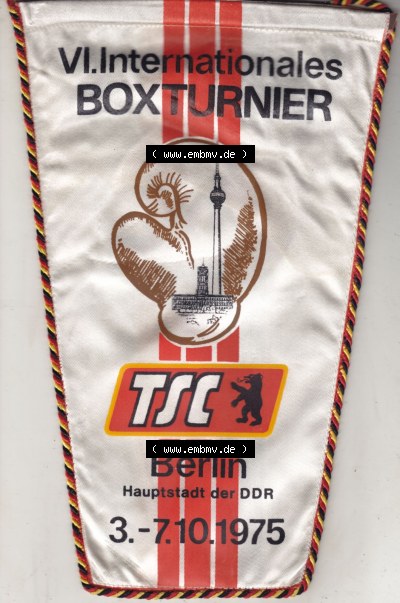 VI.Internationales
BOXTURNIER
( www.embmv.de )
TSC
( www.embmv.de )
Berlin
Hauptstadt der DDR
3.-7.10.1975